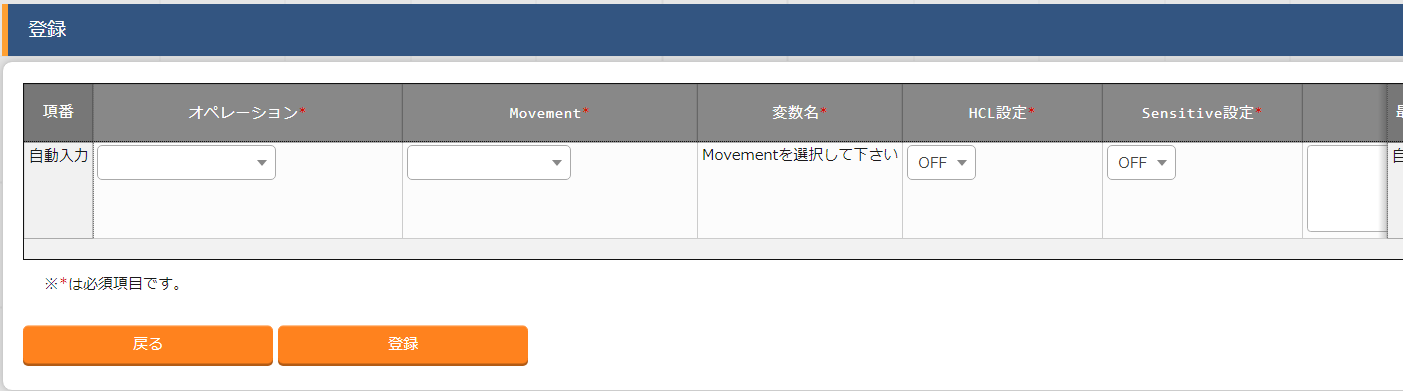 登録
項番 オペレーション* Movement* 変数名* HCL設定* Sensitive設定*
自動入力 Movementを選択して下さい OFF OFF
※*は必須項目です。
戻る 登録